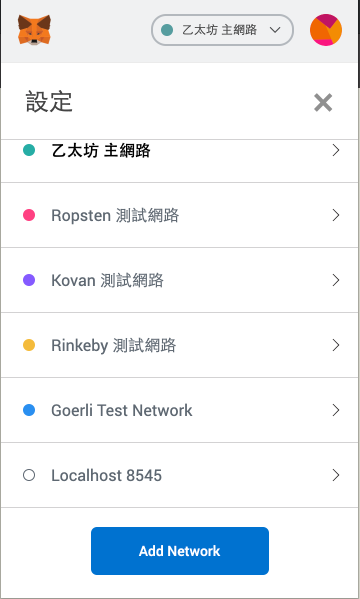 乙太坊 主網路
設定
乙太坊 主網路
Ropsten 測試網路
Kovan 測試網路
Rinkeby 測試網路
Goerli Test Network
Localhost 8545
Add Network